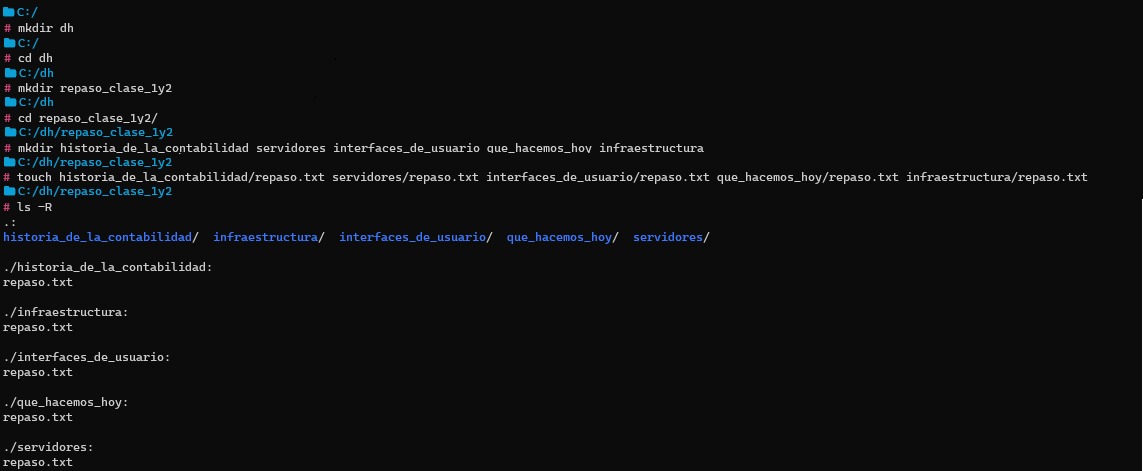 C:/
# mkdir dh
C:/
# cd dh
C:/dh
# mkdir repaso_clase_1y2
C:/dh
# cd repaso_clase_1y2/
C:/dh/repaso_clase_1y2
# mkdir historia_de_la_contabilidad servidores interfaces_de_usuario que_hacemos_hoy infraestructura
C:/dh/repaso_clase_1y2
# touch historia_de_la_contabilidad/repaso.txt servidores/repaso.txt interfaces_de_usuario/repaso.txt que_hacemos_hoy/repaso.txt infraestructura/repaso.txt
C:/dh/repaso_clase_1y2
# ls -R
.:
historia_de_la_contabilidad/  infraestructura/  interfaces_de_usuario/  que_hacemos_hoy/  servidores/
./historia_de_la_contabilidad:
repaso.txt
./infraestructura:
repaso.txt
./interfaces_de_usuario:
repaso.txt
./que_hacemos_hoy:
repaso.txt
./servidores:
repaso.txt